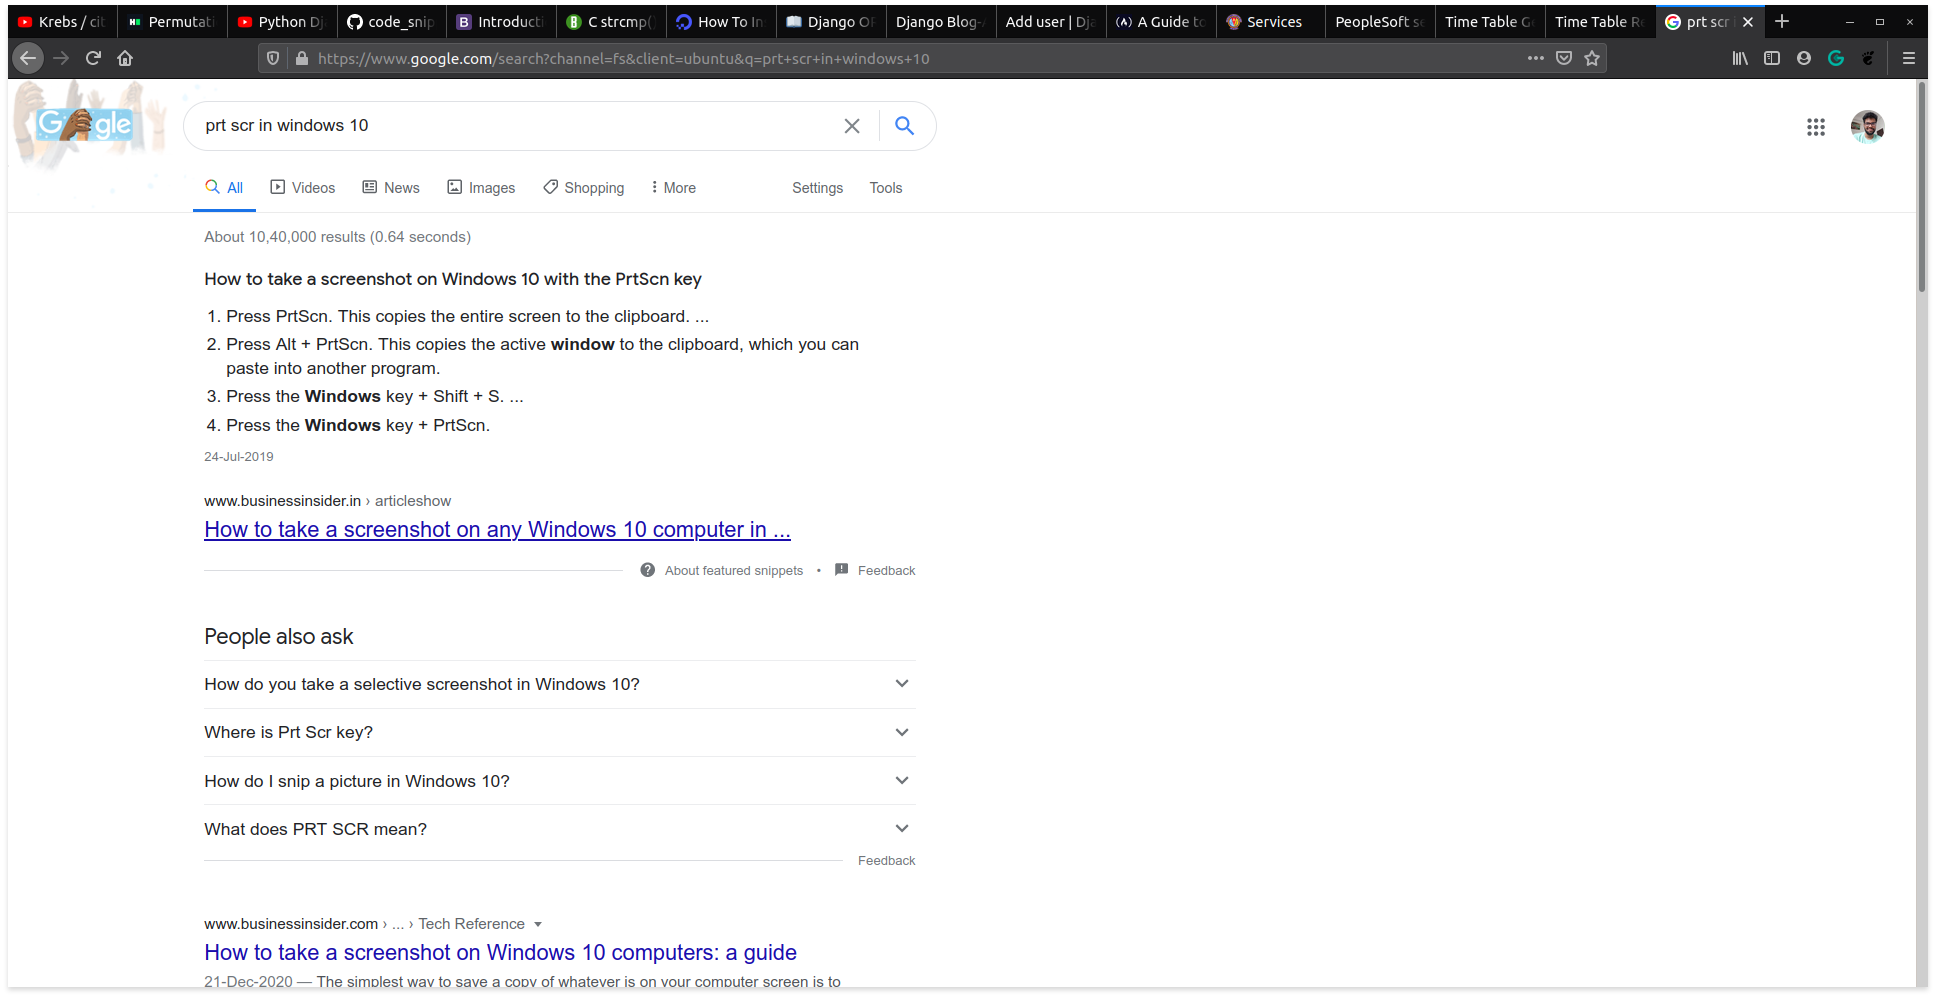 Krebs / cit
Permutati
Python Dj
code_snip
Introducti
C strcmp()
How To In
Django OR
Django Blog-
Add user | Dja
A Guide to
Services
PeopleSoft se
Time Table Ge
Time Table Re
prt scr i
https://www.google.com/search?channel=fs&client=ubuntu&q=prt+scr+in+windows+10
Google
prt scr in windows 10
All Videos News Images Shopping More Settings Tools
About 10,40,000 results (0.64 seconds)
How to take a screenshot on Windows 10 with the PrtScn key
1. Press PrtScn. This copies the entire screen to the clipboard. ...
2. Press Alt + PrtScn. This copies the active window to the clipboard, which you can
paste into another program.
3. Press the Windows key + Shift + S. ...
4. Press the Windows key + PrtScn.
24-Jul-2019
www.businessinsider.in › articleshow
How to take a screenshot on any Windows 10 computer in ...
About featured snippets • Feedback
People also ask
How do you take a selective screenshot in Windows 10?
Where is Prt Scr key?
How do I snip a picture in Windows 10?
What does PRT SCR mean?
Feedback
www.businessinsider.com › ... › Tech Reference
How to take a screenshot on Windows 10 computers: a guide
21-Dec-2020 — The simplest way to save a copy of whatever is on your computer screen is to